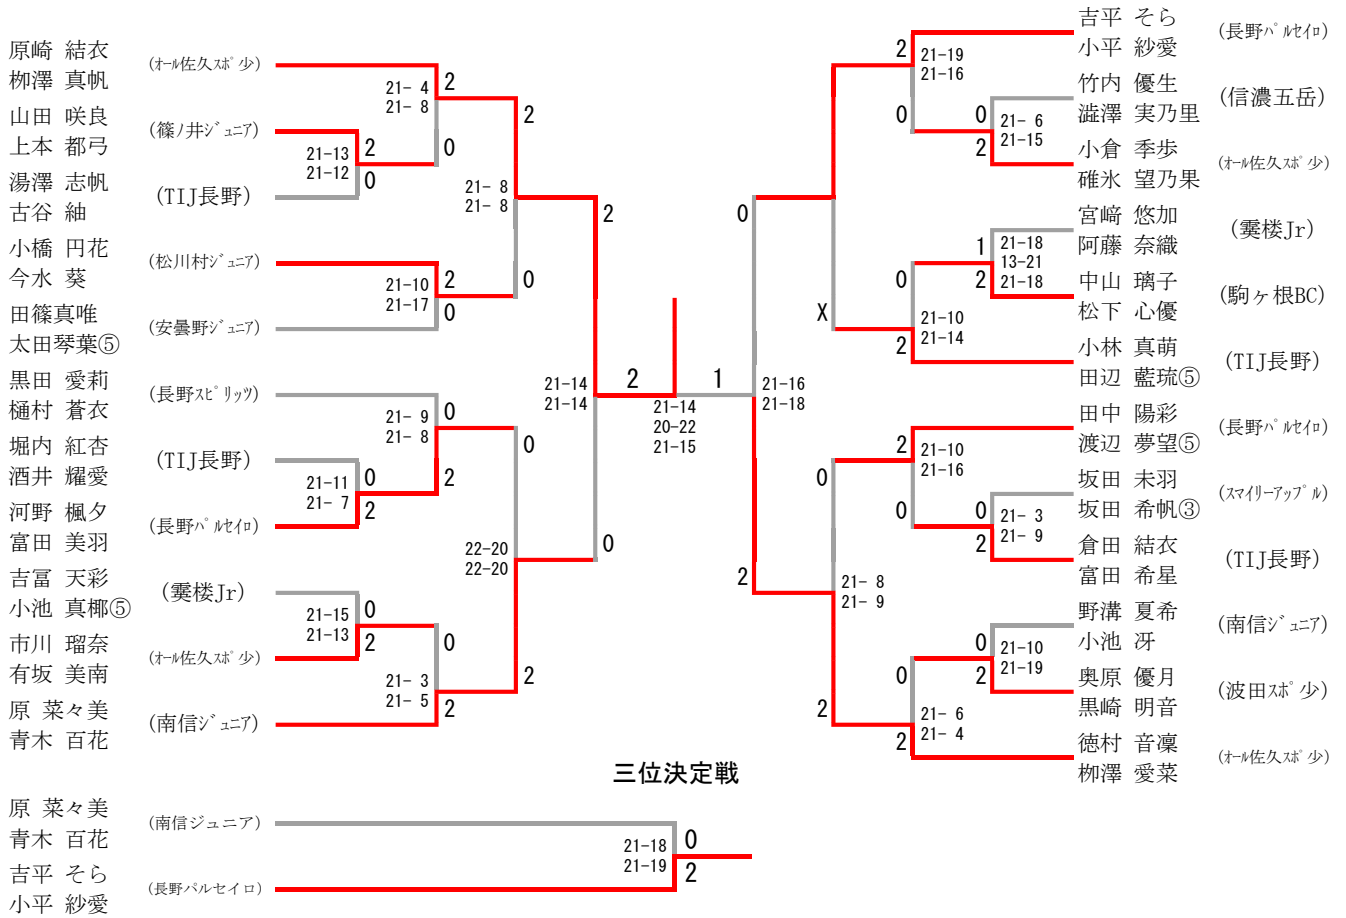 原崎 結衣
栁澤 真帆
(ｵｰﾙ佐久ｽﾎﾟ少)
山田 咲良
上本 都弓
(篠ﾉ井ｼﾞｭﾆｱ)
湯澤 志帆
古谷 紬
(TIJ長野)
小橋 円花
今水 葵
(松川村ｼﾞｭﾆｱ)
田篠真唯
太田琴葉⑤
(安曇野ｼﾞｭﾆｱ)
黒田 愛莉
樋村 蒼衣
(長野ｽﾋﾟﾘｯﾂ)
堀内 紅杏
酒井 耀愛
(TIJ長野)
河野 楓夕
富田 美羽
(長野ﾊﾟﾙｾｲﾛ)
吉冨 天彩
小池 真椰⑤
(霙楼Jr)
市川 瑠奈
有坂 美南
(ｵｰﾙ佐久ｽﾎﾟ少)
原 菜々美
青木 百花
(南信ｼﾞｭﾆｱ)
21- 4
21- 8
2
0
21-13
21-12
2
0
21- 8
21- 8
2
0
21-10
21-17
2
0
21-14
21-14
2
0
21- 9
21- 8
0
2
21-11
21- 7
0
2
22-20
22-20
0
2
21-15
21-13
0
2
21- 3
21- 5
0
2
2
1
21-14
20-22
21-15
吉平 そら
小平 紗愛
(長野ﾊﾟﾙｾｲﾛ)
竹内 優生
澁澤 実乃里
(信濃五岳)
小倉 季歩
碓氷 望乃果
(ｵｰﾙ佐久ｽﾎﾟ少)
宮﨑 悠加
阿藤 奈織
(霙楼Jr)
中山 璃子
松下 心優
(駒ヶ根BC)
小林 真萌
田辺 藍琉⑤
(TIJ長野)
田中 陽彩
渡辺 夢望⑤
(長野ﾊﾟﾙｾｲﾛ)
坂田 未羽
坂田 希帆③
(ｽﾏｲﾘｰｱｯﾌﾟﾙ)
倉田 結衣
富田 希星
(TIJ長野)
野溝 夏希
小池 冴
(南信ｼﾞｭﾆｱ)
奥原 優月
黒崎 明音
(波田ｽﾎﾟ少)
徳村 音凜
栁澤 愛菜
(ｵｰﾙ佐久ｽﾎﾟ少)
2
0
21-19
21-16
0
2
21- 6
21-15
0
X
1
2
21-18
13-21
21-18
0
2
21-10
21-14
21-16
21-18
0
2
2
0
21-10
21-16
0
2
21- 3
21- 9
21- 8
21- 9
2
0
2
21-10
21-19
0
2
21- 6
21- 4
三位決定戦
原 菜々美
青木 百花
(南信ジュニア)
吉平 そら
小平 紗愛
(長野パルセイロ)
21-18
21-19
0
2